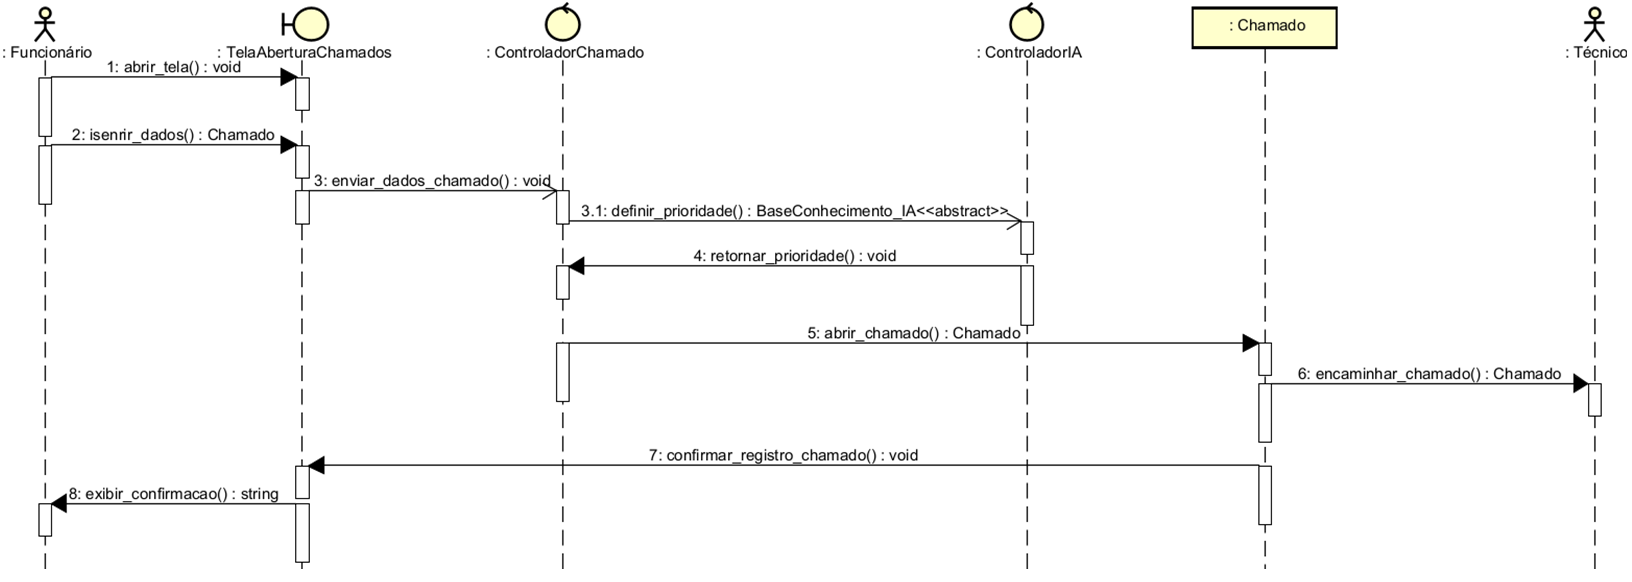 : Funcionário
: TelaAberturaChamados
: ControladorChamado
: ControladorIA
: Chamado
: Técnico
1: abrir_tela() : void
2: isenrir_dados() : Chamado
3: enviar_dados_chamado() : void
3.1: definir_prioridade() : BaseConhecimento_IA<<abstract>>
4: retornar_prioridade() : void
5: abrir_chamado() : Chamado
6: encaminhar_chamado() : Chamado
7: confirmar_registro_chamado() : void
8: exibir_confirmacao() : string